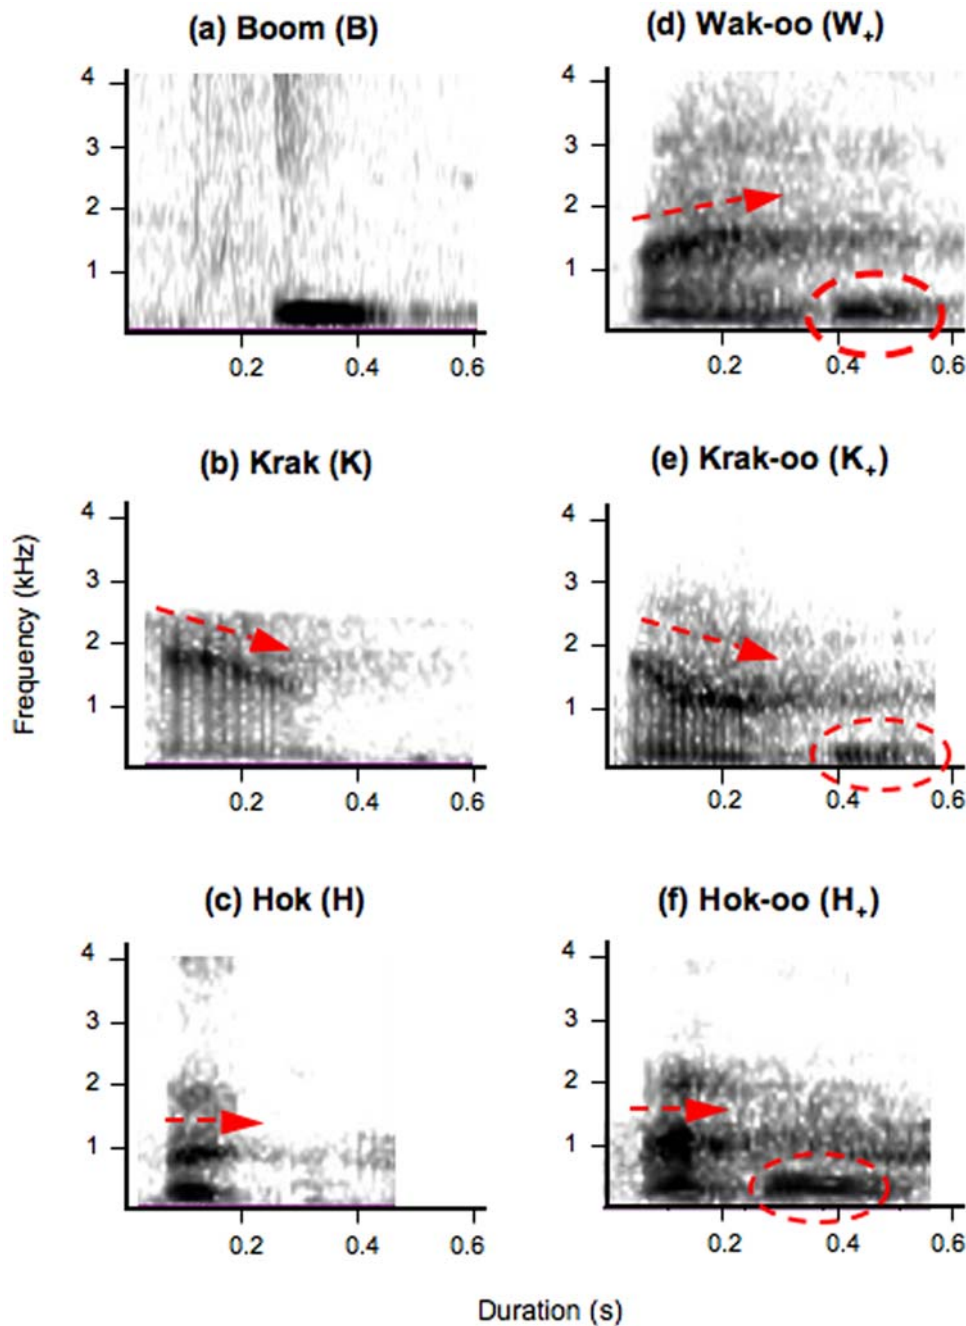 (a) Boom (B)
4
3
2
1
0.2 0.4 0.6
(d) Wak-oo (W+)
4
3
2
1
0.2 0.4 0.6
Frequency (kHz)
(b) Krak (K)
4
3
2
1
0.2 0.4 0.6
(e) Krak-oo (K+)
4
3
2
1
0.2 0.4 0.6
(c) Hok (H)
4
3
2
1
0.2 0.4 0.6
(f) Hok-oo (H+)
4
3
2
1
0.2 0.4 0.6
Duration (s)